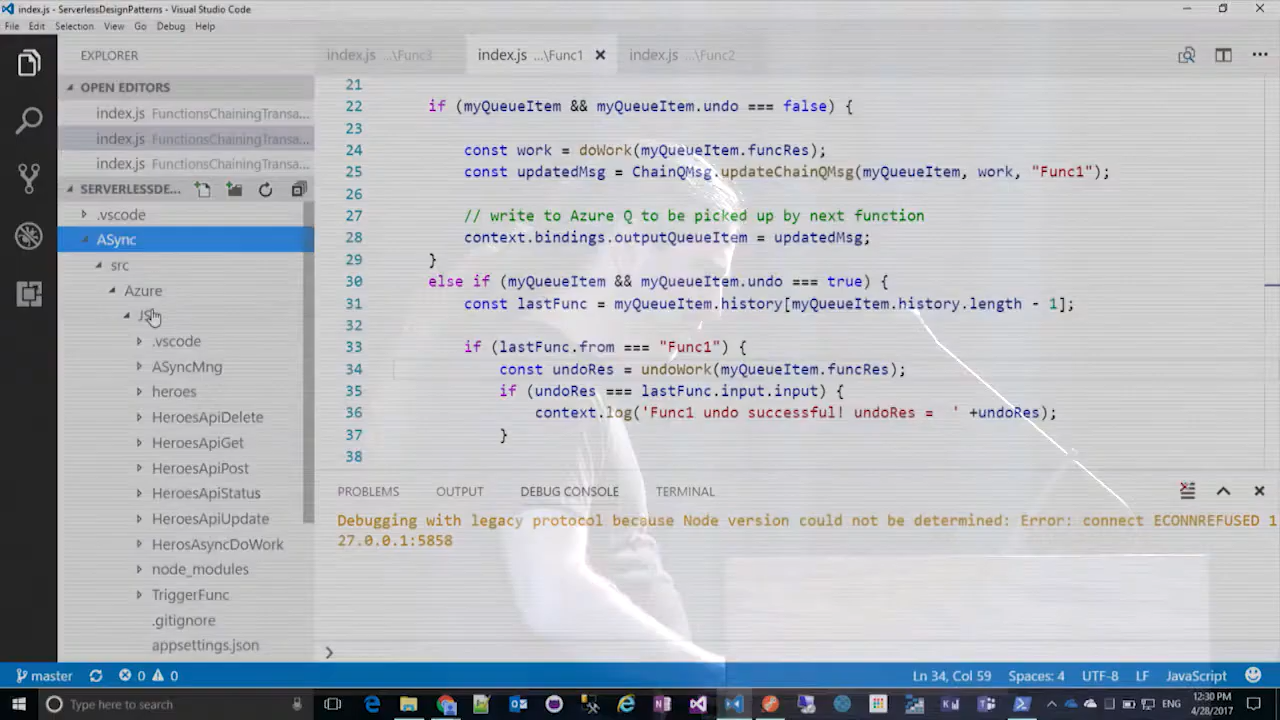 index.js - ServerlessDesignPatterns - Visual Studio Code
File Edit Selection View Go Debug Help
EXPLORER
index.js ...\Func3
index.js ...\Func1
index.js ...\Func2
OPEN EDITORS
index.js FunctionsChainingTransa...
index.js FunctionsChainingTransa...
index.js FunctionsChainingTransa...
SERVERLESSDE...
.vscode
ASync
src
Azure
.vscode
ASyncMng
heroes
HeroesApiDelete
HeroesApiGet
HeroesApiPost
HeroesApiStatus
HeroesApiUpdate
HerosAsyncDoWork
node_modules
TriggerFunc
.gitignore
appsettings.json
21
22 if (myQueueItem && myQueueItem.undo === false) {
23
24 const work = doWork(myQueueItem.funcRes);
25 const updatedMsg = ChainQMsg.updateChainQMsg(myQueueItem, work, "Func1");
26
27 // write to Azure Q to be picked up by next function
28 context.bindings.outputQueueItem = updatedMsg;
29 }
30 else if (myQueueItem && myQueueItem.undo === true) {
31 const lastFunc = myQueueItem.history[myQueueItem.history.length - 1];
32
33 if (lastFunc.from === "Func1") {
34 const undoRes = undoWork(myQueueItem.funcRes);
35 if (undoRes === lastFunc.input.input) {
36 context.log('Func1 undo successful! undoRes = ' +undoRes);
37 }
38
PROBLEMS OUTPUT DEBUG CONSOLE TERMINAL
Debugging with legacy protocol because Node version could not be determined: Error: connect ECONNREFUSED 1
27.0.0.1:5858
master 0 0 Ln 34, Col 59 Spaces: 4 UTF-8 LF JavaScript
Type here to search
ENG
12:30 PM
4/28/2017